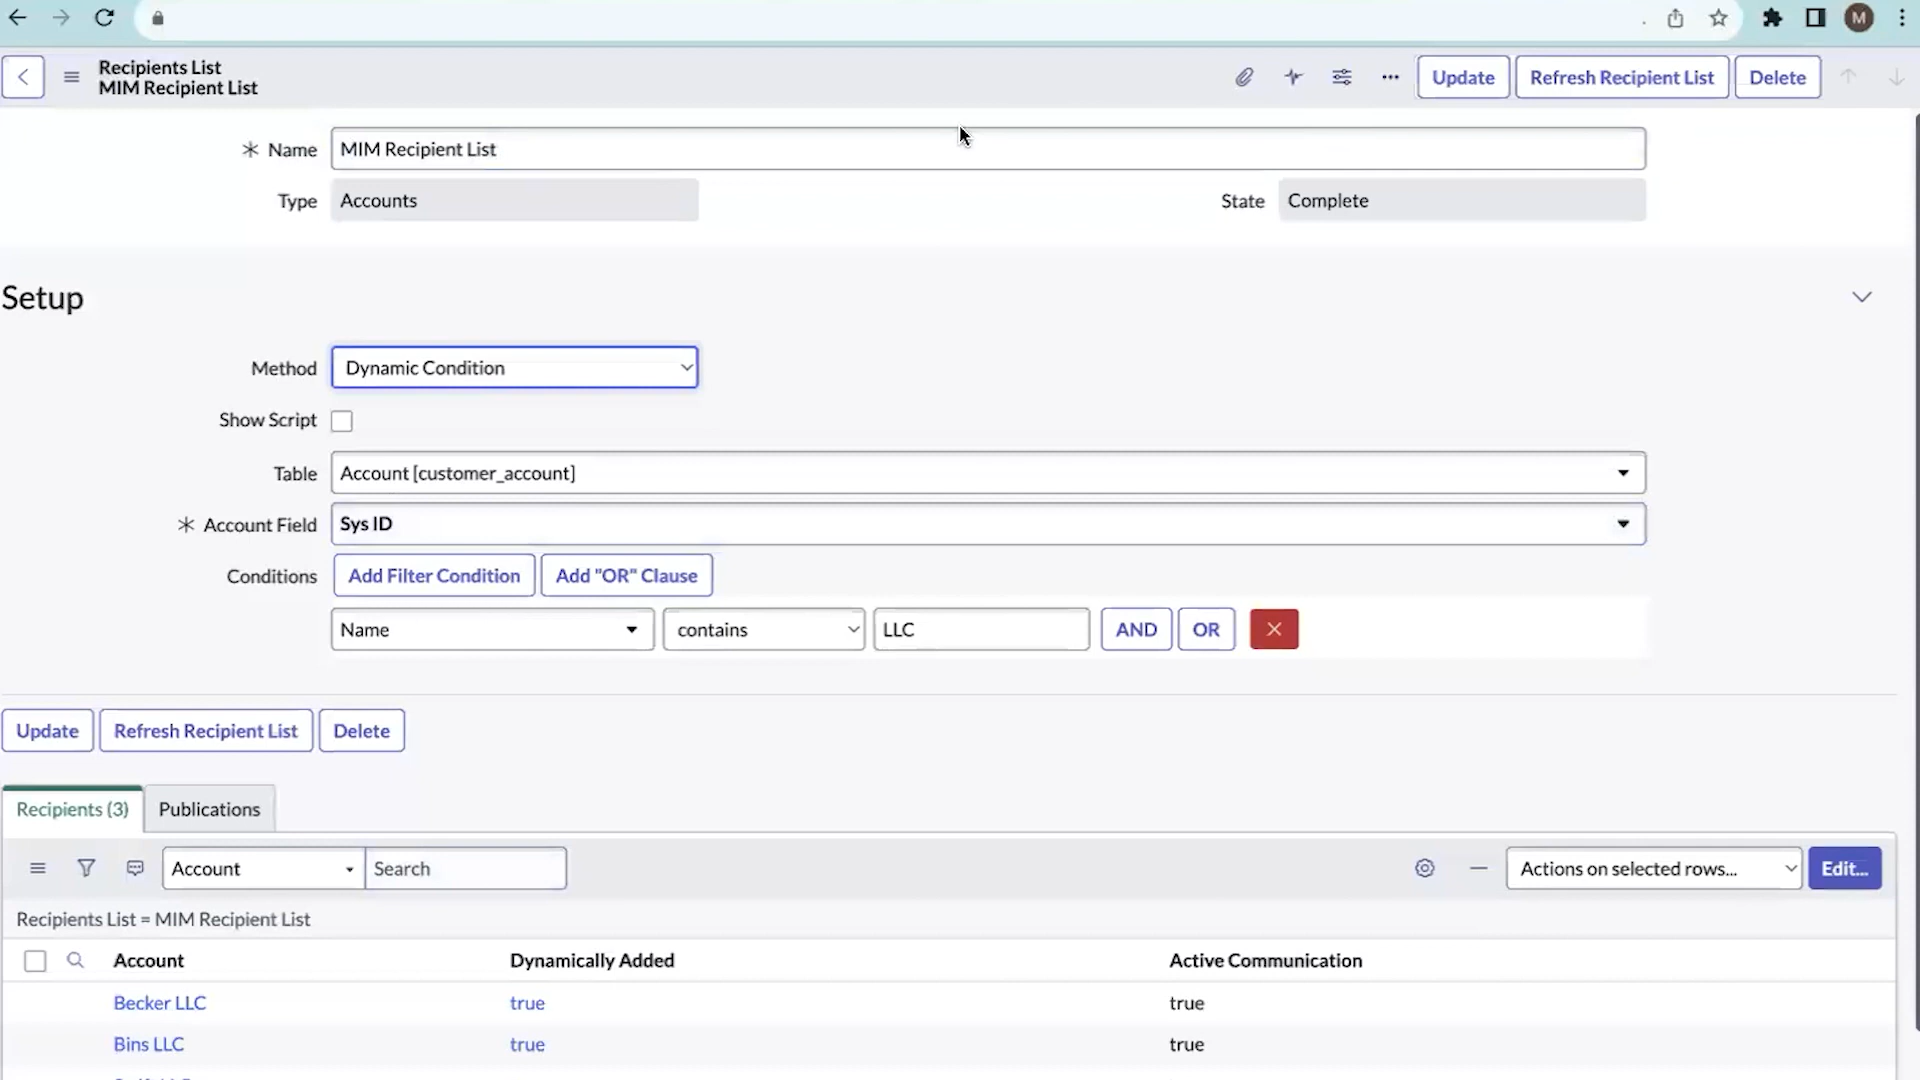 M
Recipients List
MIM Recipient List
Update
Refresh Recipient List
Delete
Name
MIM Recipient List
Type
Accounts
State
Complete
Setup
Method
Dynamic Condition
Show Script
Table
Account [customer_account]
Account Field
Sys ID
Conditions
Add Filter Condition
Add "OR" Clause
Name
contains
LLC
AND
OR
Update
Refresh Recipient List
Delete
Recipients (3)
Publications
Account
Search
Actions on selected rows...
Edit...
Recipients List = MIM Recipient List
Account
Dynamically Added
Active Communication
Becker LLC
true
true
Bins LLC
true
true